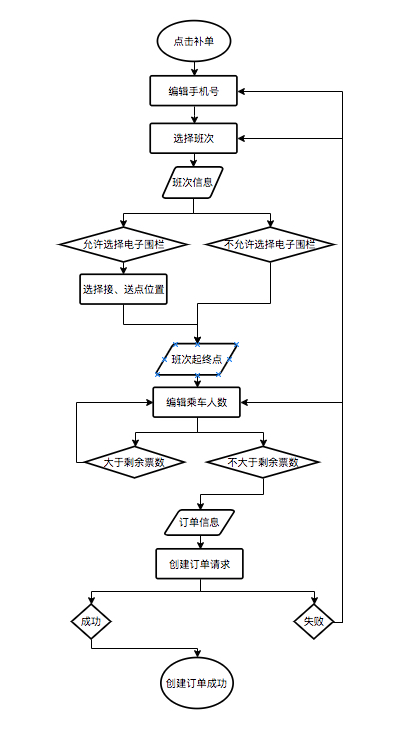 点击补单
编辑手机号
选择班次
班次信息
允许选择电子围栏
不允许选择电子围栏
选择接、送点位置
班次起终点
编辑乘车人数
大于剩余票数
不大于剩余票数
订单信息
创建订单请求
成功
失败
创建订单成功